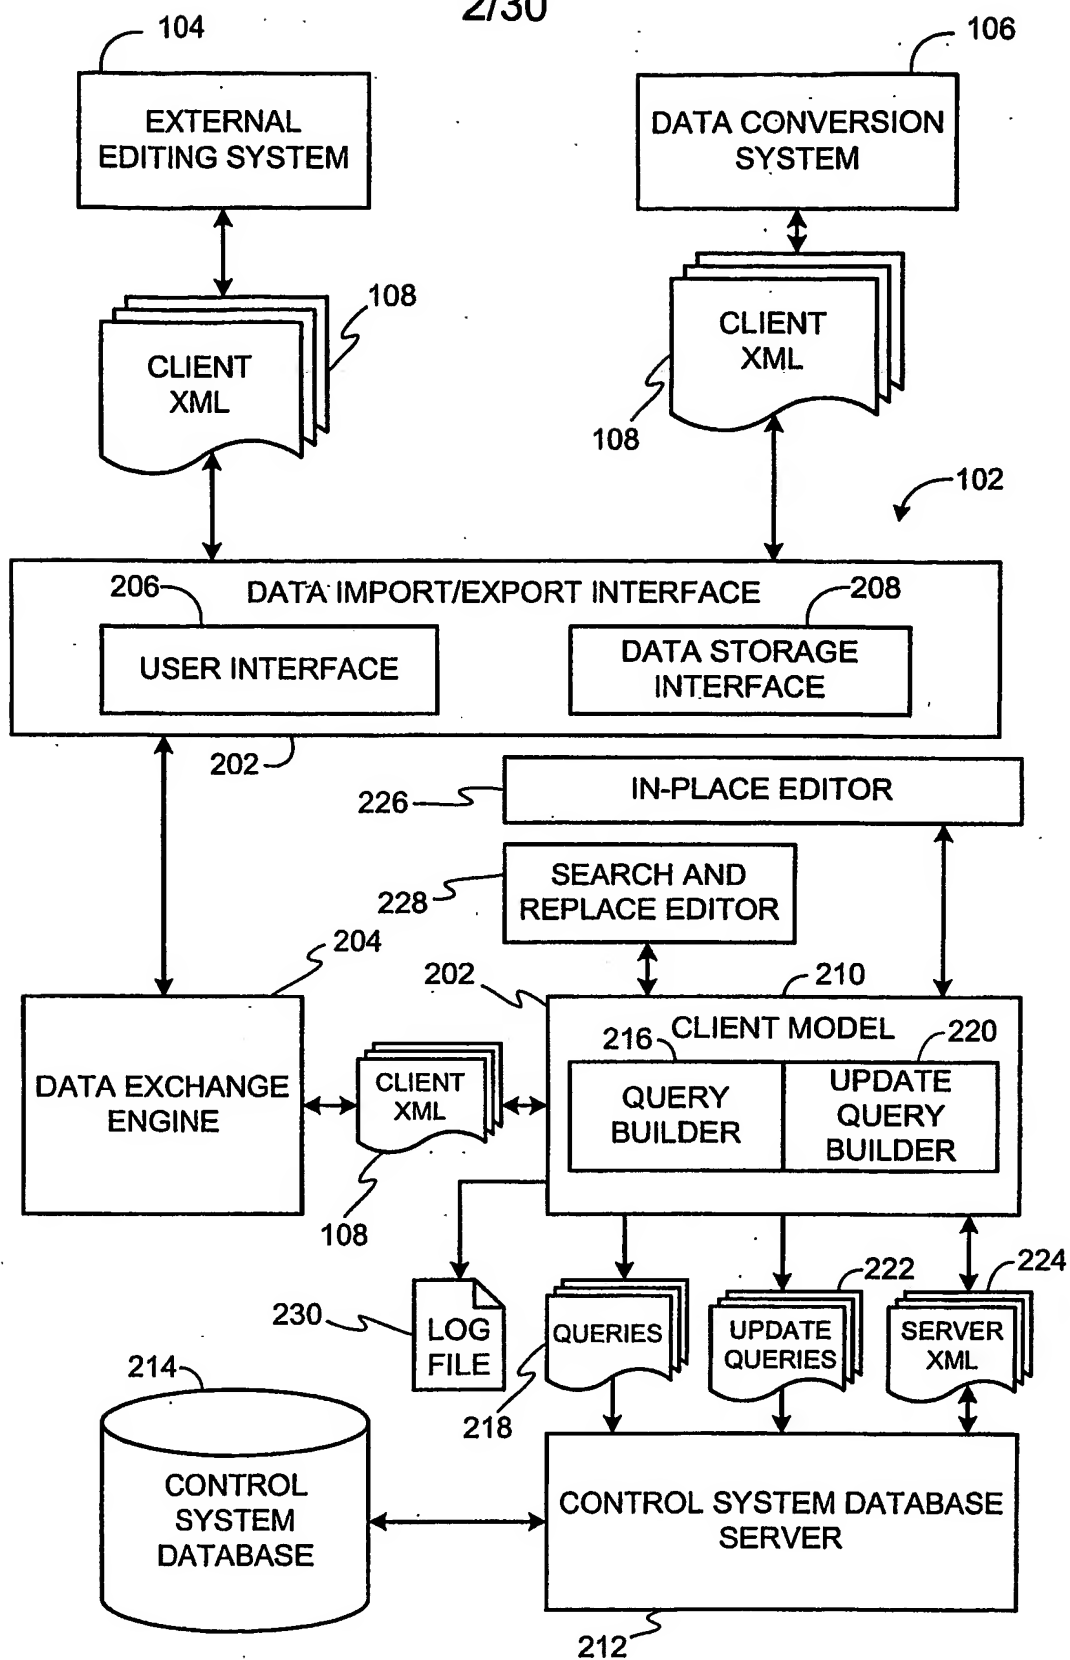 2/30
104
106
EXTERNAL
EDITING SYSTEM
DATA CONVERSION
SYSTEM
108
CLIENT
XML
CLIENT
XML
108
102
206
DATA IMPORT/EXPORT INTERFACE
208
USER INTERFACE
DATA STORAGE
INTERFACE
202
226
IN-PLACE EDITOR
228
SEARCH AND
REPLACE EDITOR
204
202
210
CLIENT MODEL
216
220
DATA EXCHANGE
ENGINE
CLIENT
XML
QUERY
BUILDER
UPDATE
QUERY
BUILDER
108
230
LOG
FILE
QUERIES
218
222
UPDATE
QUERIES
224
SERVER
XML
214
CONTROL
SYSTEM
DATABASE
CONTROL SYSTEM DATABASE
SERVER
212